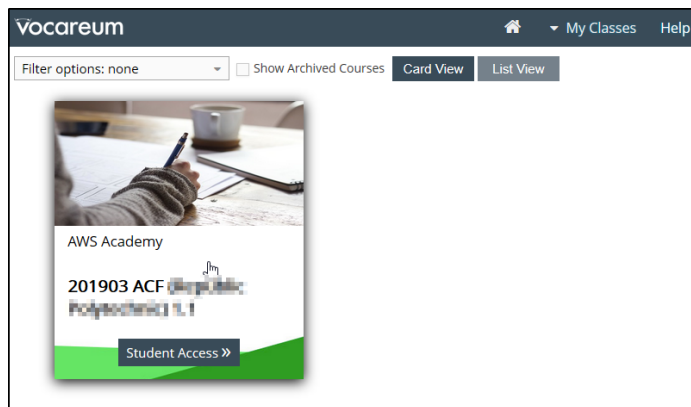 Vocareum
My Classes
Help
Filter options: none
Show Archived Courses
Card View
List View
AWS Academy
201903 ACF
Student Access »